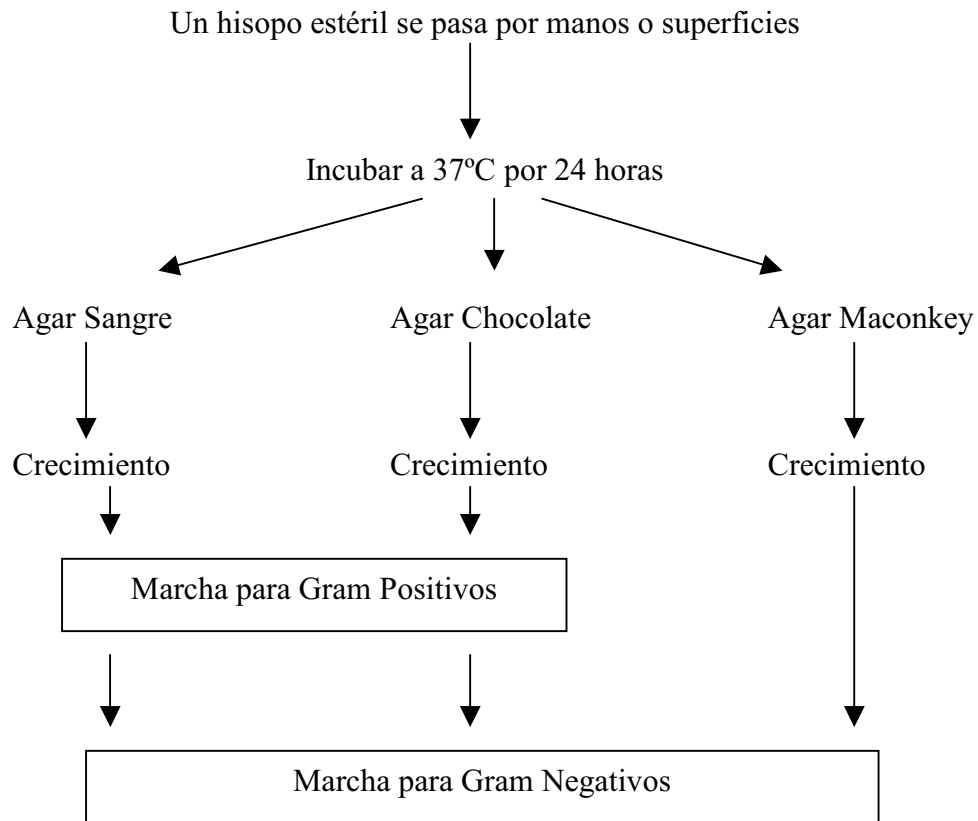 Un hisopo estéril se pasa por manos o superficies
Incubar a 37ºC por 24 horas
Agar Sangre
Agar Chocolate
Agar Maconkey
Crecimiento
Crecimiento
Crecimiento
Marcha para Gram Positivos
Marcha para Gram Negativos